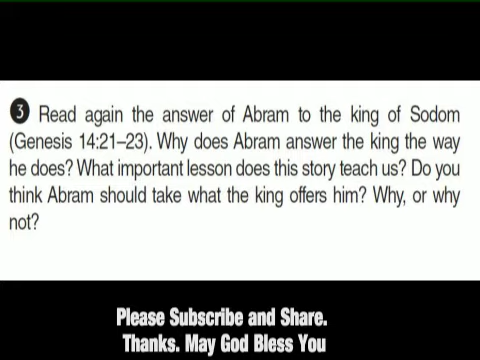 3 Read again the answer of Abram to the king of Sodom
(Genesis 14:21–23). Why does Abram answer the king the way
he does? What important lesson does this story teach us? Do you
think Abram should take what the king offers him? Why, or why
not?
Please Subscribe and Share.
Thanks. May God Bless You